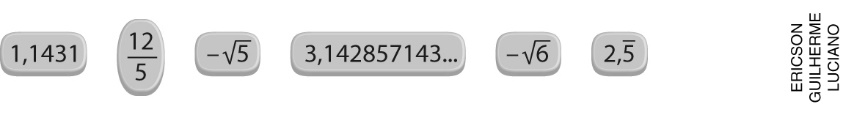 1,1431 12/5 –√5 3,142857143... –√6 2,5̅
ERICSON
GUILHERME
LUCIANO